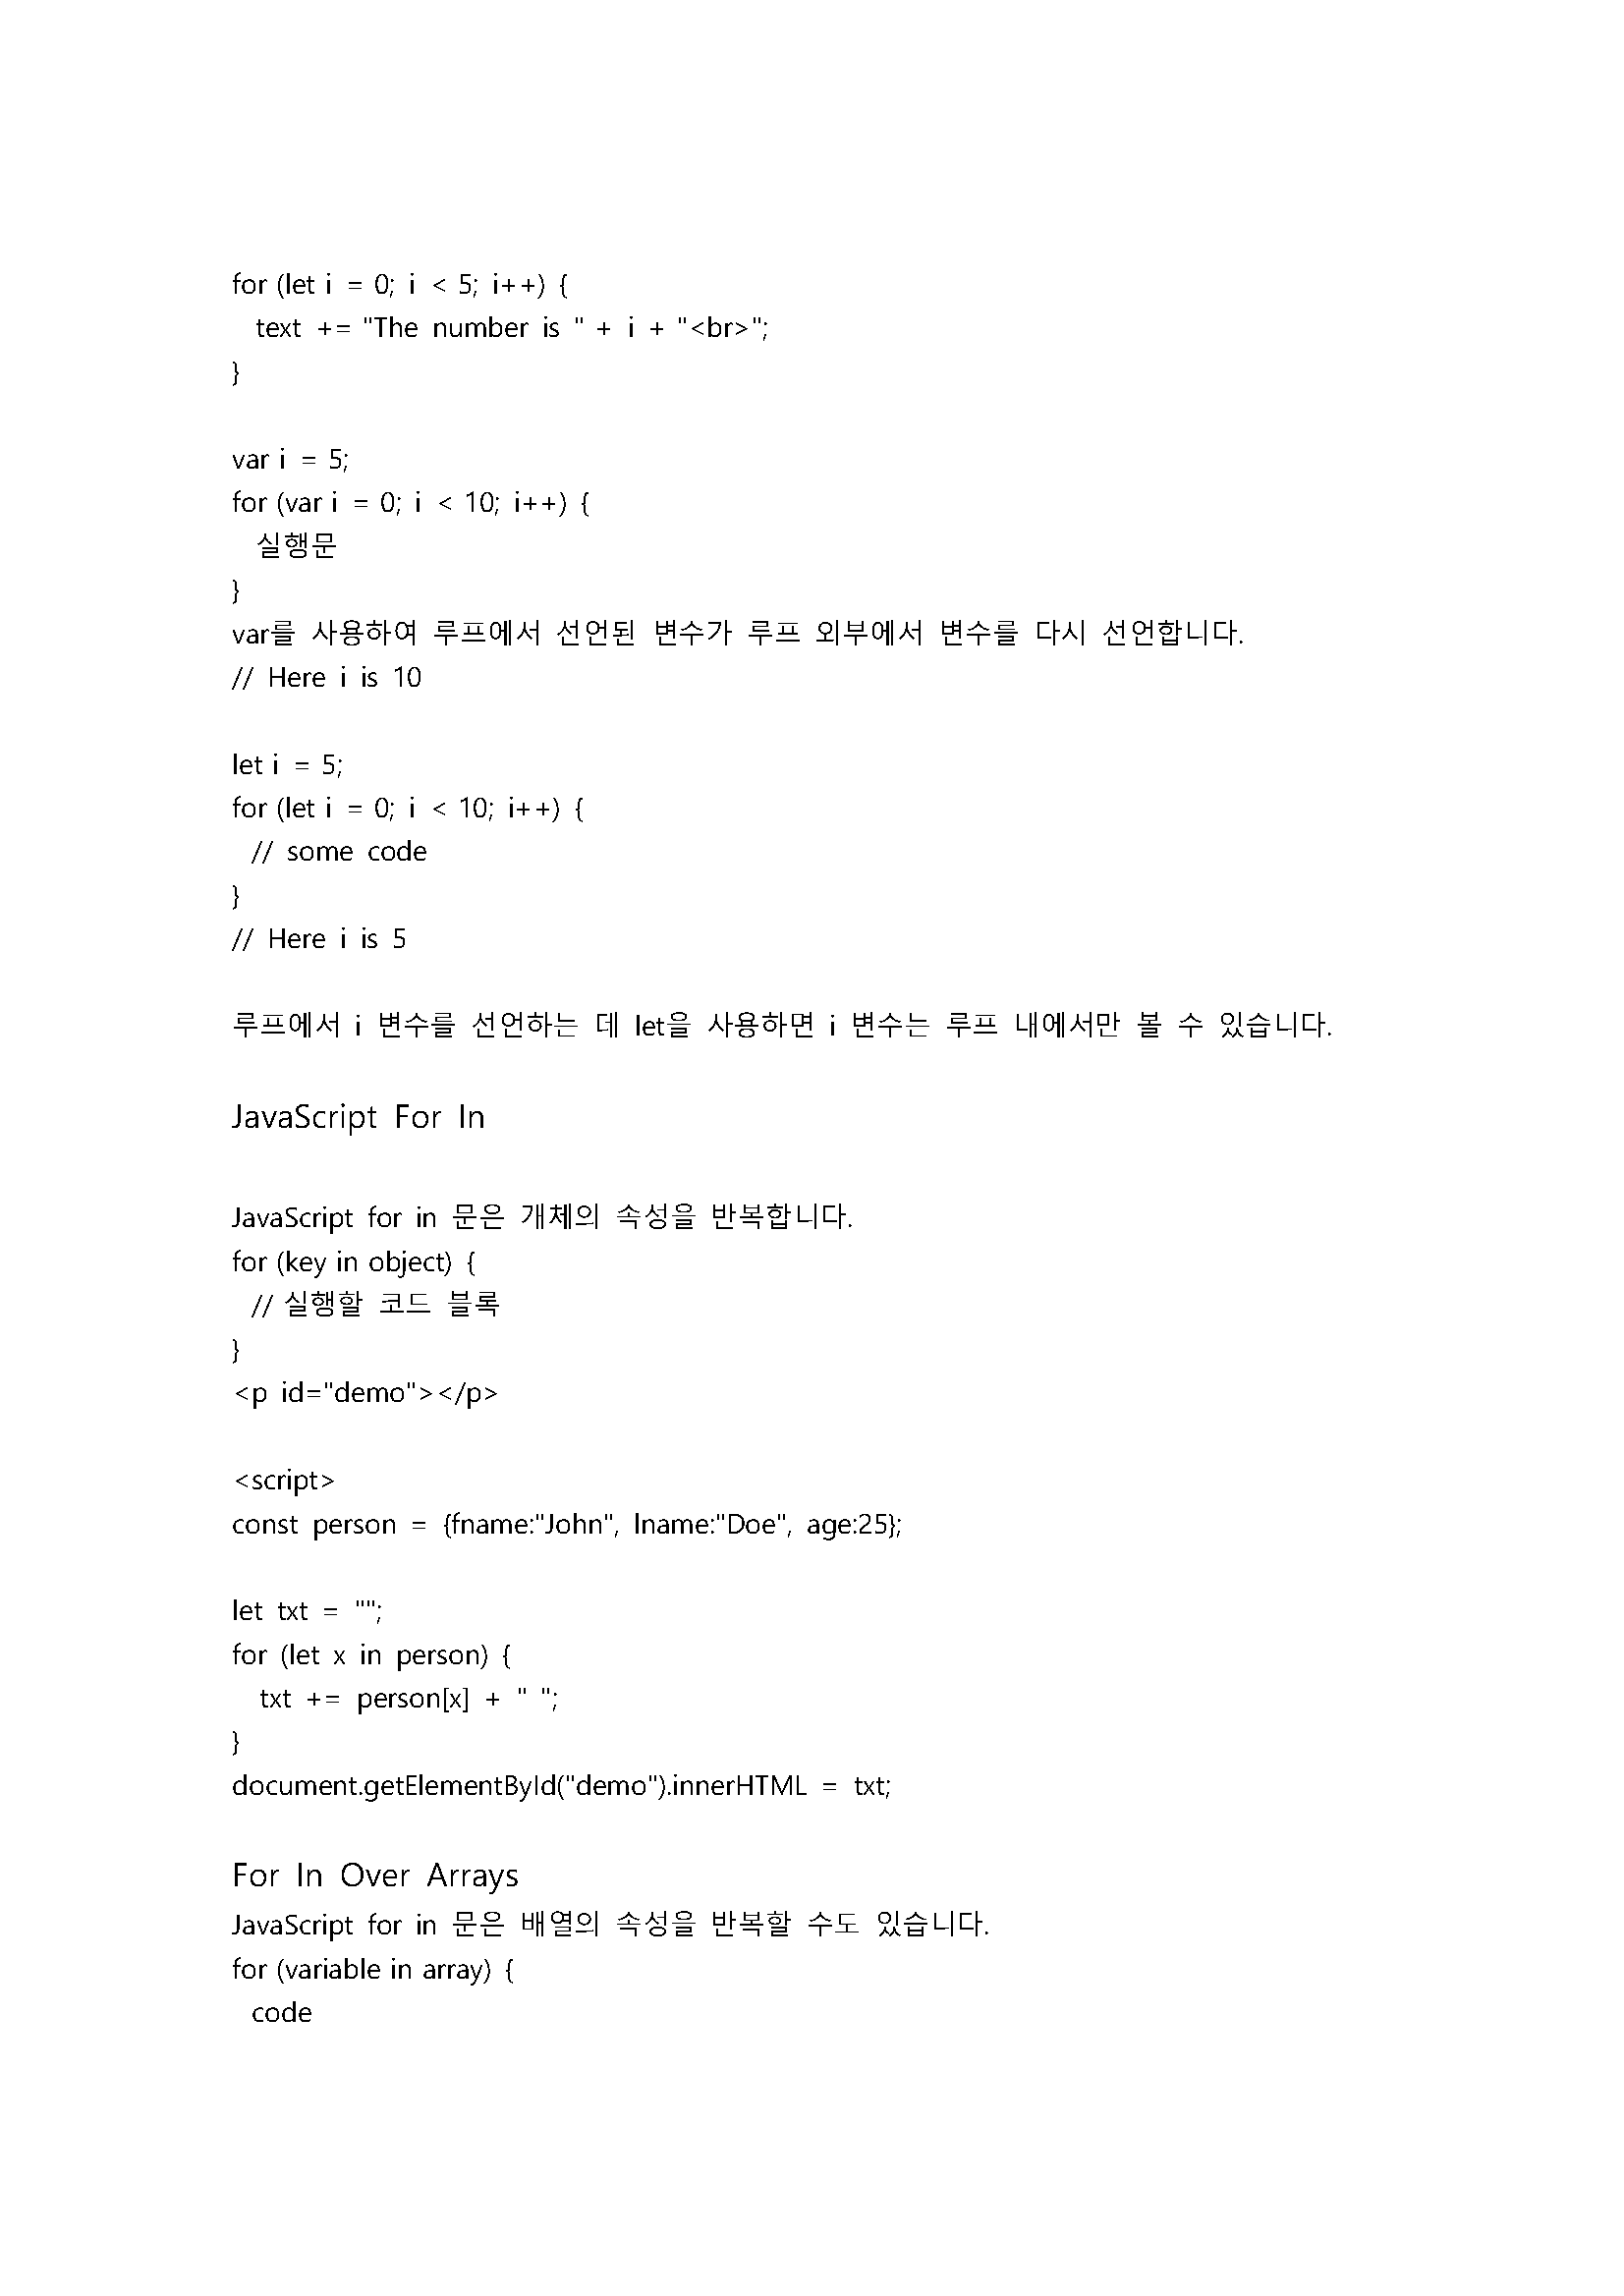 for (let i = 0; i < 5; i++) {
text += "The number is " + i + "<br>";
}
var i = 5;
for (var i = 0; i < 10; i++) {
실행문
}
var를 사용하여 루프에서 선언된 변수가 루프 외부에서 변수를 다시 선언합니다.
// Here i is 10
let i = 5;
for (let i = 0; i < 10; i++) {
// some code
}
// Here i is 5
루프에서 i 변수를 선언하는 데 let을 사용하면 i 변수는 루프 내에서만 볼 수 있습니다.
JavaScript For In
JavaScript for in 문은 개체의 속성을 반복합니다.
for (key in object) {
// 실행할 코드 블록
}
<p id="demo"></p>
<script>
const person = {fname:"John", lname:"Doe", age:25};
let txt = "";
for (let x in person) {
txt += person[x] + " ";
}
document.getElementById("demo").innerHTML = txt;
For In Over Arrays
JavaScript for in 문은 배열의 속성을 반복할 수도 있습니다.
for (variable in array) {
code